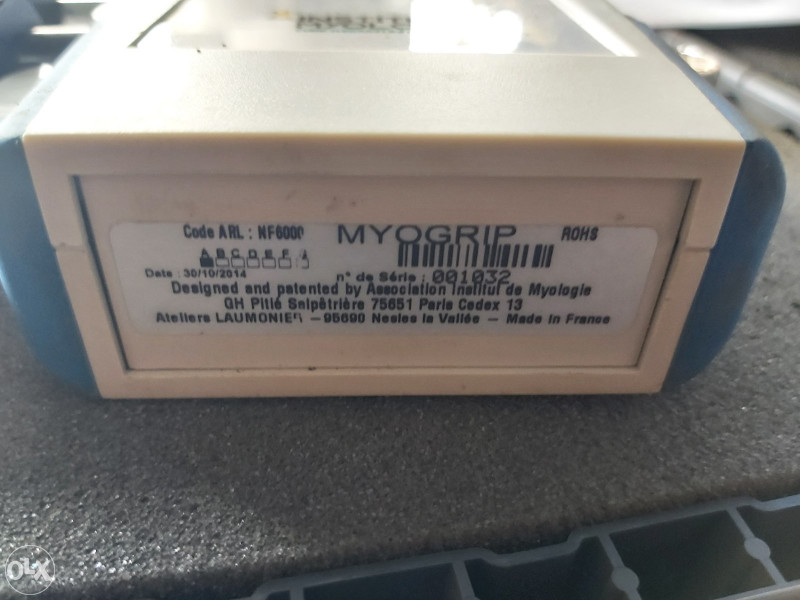 Code ARL : NF6000
MYOGRIP
ROHS
A B C D E F
Date : 30/10/2014
n° de Série : 001032
Designed and patented by Association Institut de Myologie
GH Pitié Salpêtrière 75651 Paris Cedex 13
Ateliers LAUMONIER – 95690 Nesles la Vallée – Made in France
OLX